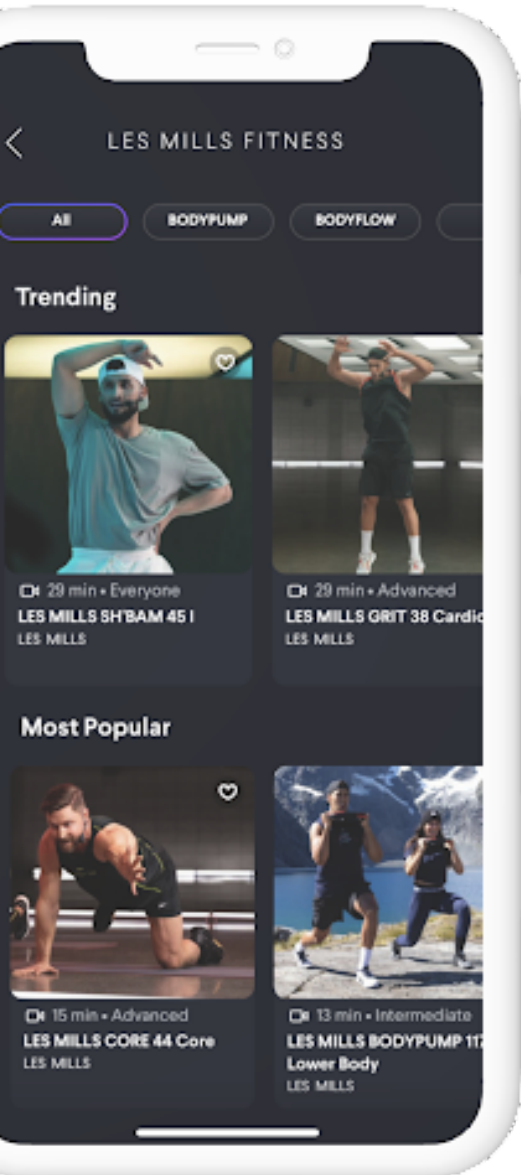 LES MILLS FITNESS
All
BODYPUMP
BODYFLOW
Trending
29 min • Everyone
LES MILLS SH'BAM 45 I
LES MILLS
29 min • Advanced
LES MILLS GRIT 38 Cardio
LES MILLS
Most Popular
15 min • Advanced
LES MILLS CORE 44 Core
LES MILLS
13 min • Intermediate
LES MILLS BODYPUMP 117
Lower Body
LES MILLS